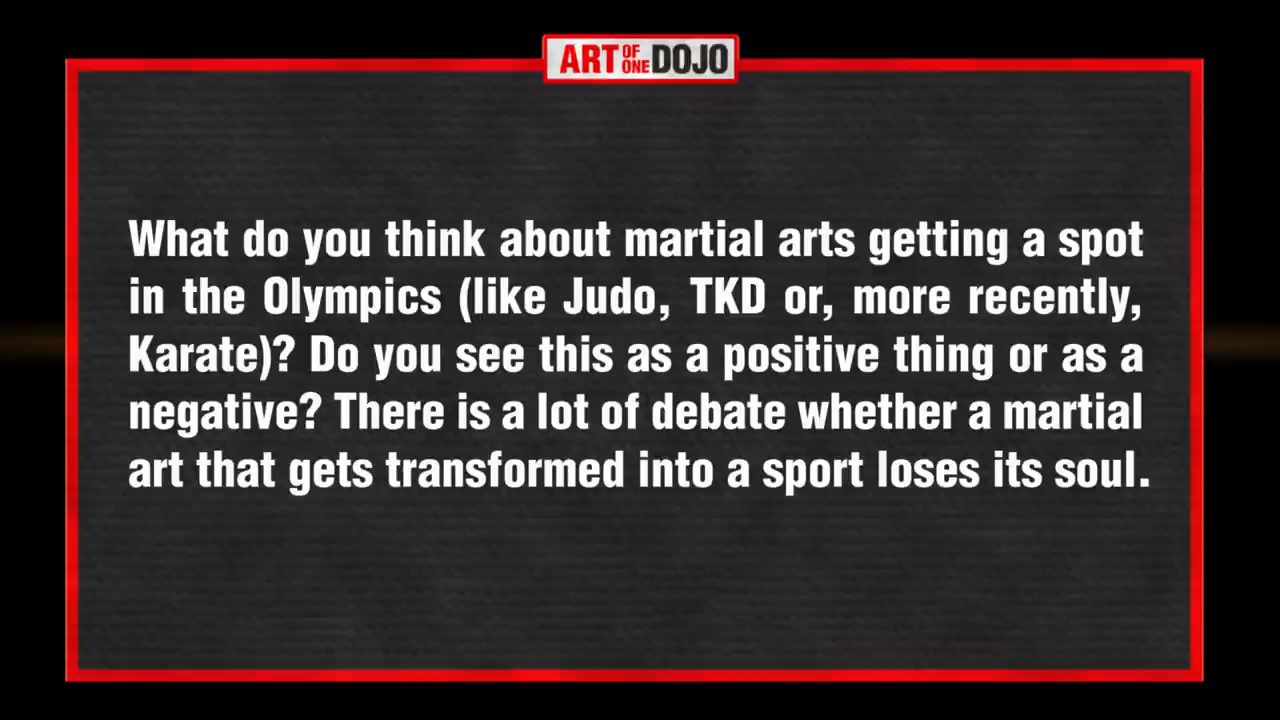 ART OF ONE DOJO
What do you think about martial arts getting a spot
in the Olympics (like Judo, TKD or, more recently,
Karate)? Do you see this as a positive thing or as a
negative? There is a lot of debate whether a martial
art that gets transformed into a sport loses its soul.